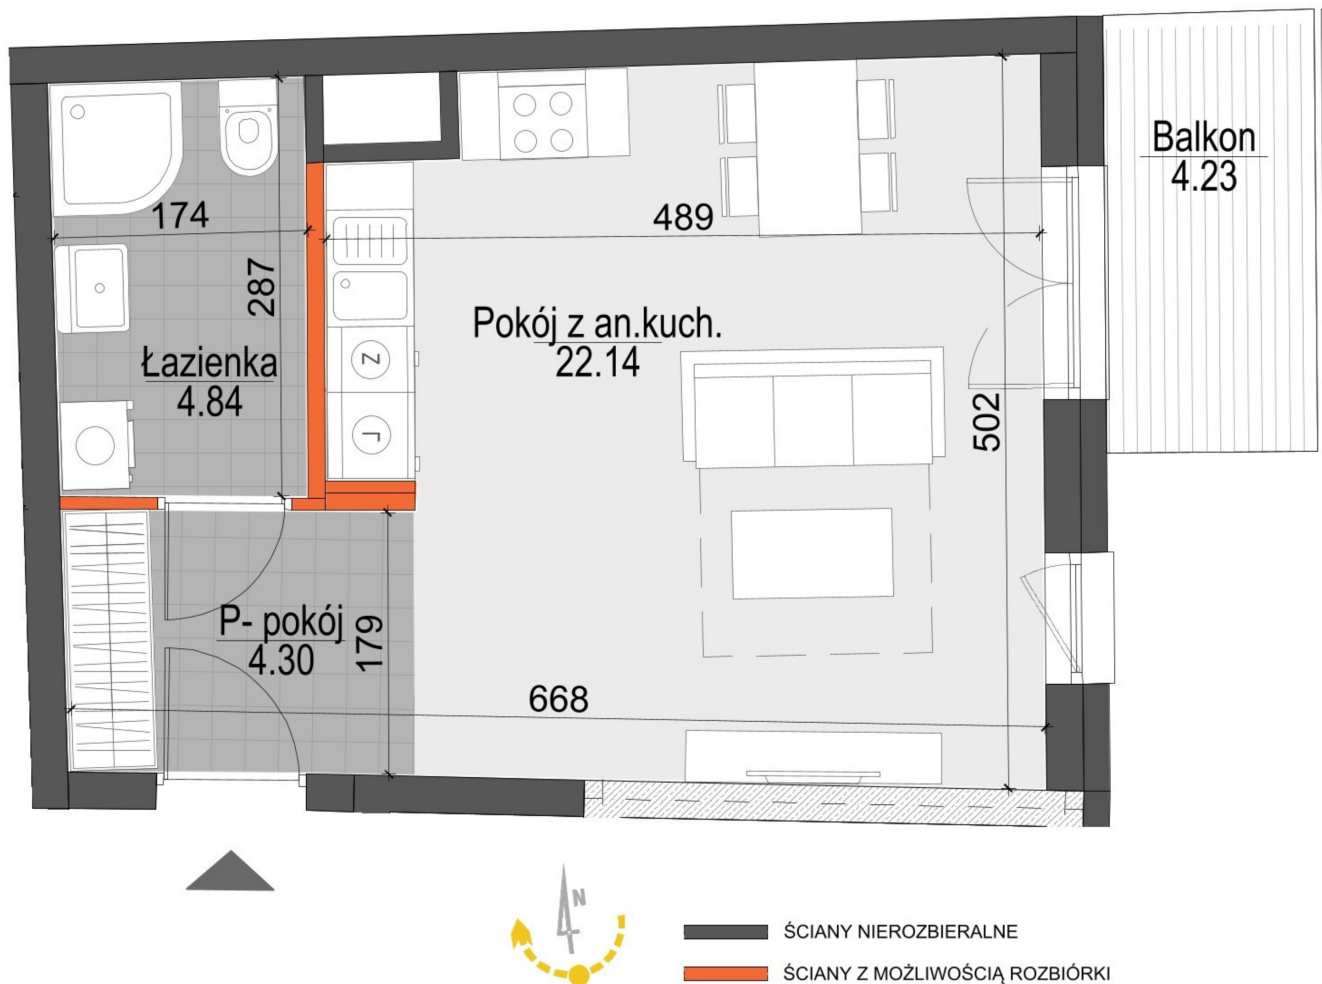 Balkon
4.23
174
489
287
Pokój z an.kuch.
22.14
Łazienka
4.84
Z
502
P- pokój
4.30
179
668
N
ŚCIANY NIEROZBIERALNE
ŚCIANY Z MOŻLIWOŚCIĄ ROZBIÓRKI